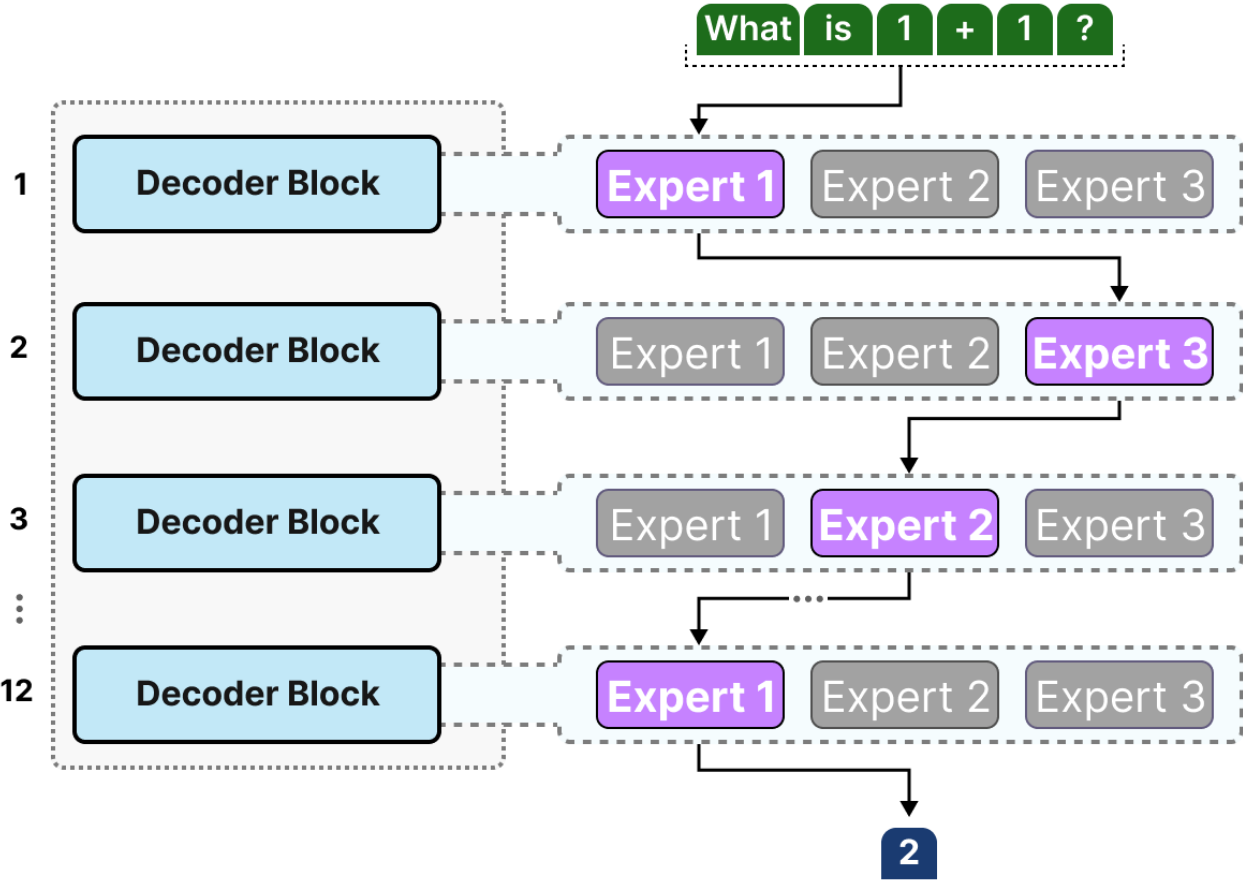 What is 1 + 1 ?
1 Decoder Block Expert 1 Expert 2 Expert 3
2 Decoder Block Expert 1 Expert 2 Expert 3
3 Decoder Block Expert 1 Expert 2 Expert 3
...
12 Decoder Block Expert 1 Expert 2 Expert 3
2